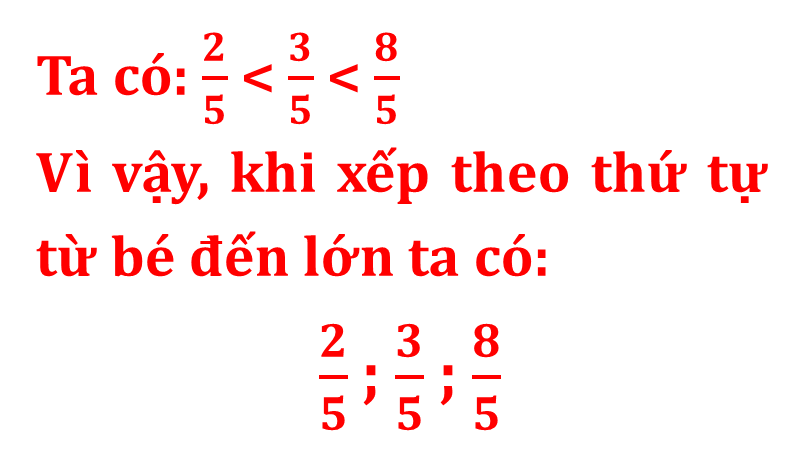 Ta có: 2/5 < 3/5 < 8/5
Vì vậy, khi xếp theo thứ tự
từ bé đến lớn ta có:
2/5 ; 3/5 ; 8/5